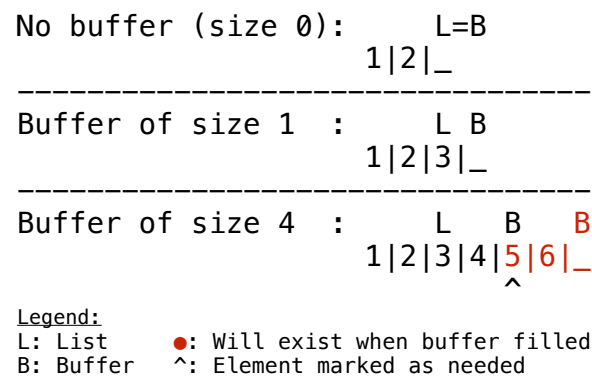 No buffer (size 0):      L=B
                    1|2|_
---------------------------------
Buffer of size 1  :      L B
                    1|2|3|_
---------------------------------
Buffer of size 4  :      L   B   B
                    1|2|3|4|5|6|_
                            ^
Legend:
L: List    ●: Will exist when buffer filled
B: Buffer  ^: Element marked as needed